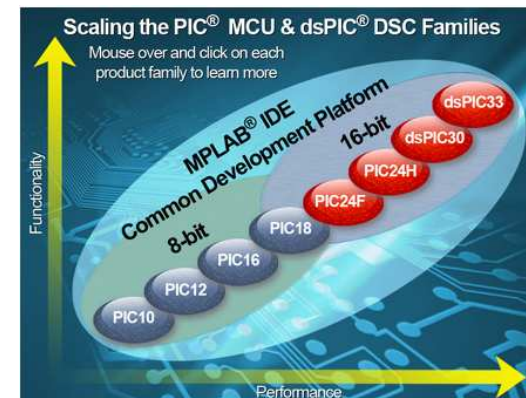 Scaling the PIC® MCU & dsPIC® DSC Families
Mouse over and click on each
product family to learn more
Functionality
MPLAB® IDE
Common Development Platform
16-bit
8-bit
dsPIC33
dsPIC30
PIC24H
PIC24F
PIC18
PIC16
PIC12
PIC10
Performance